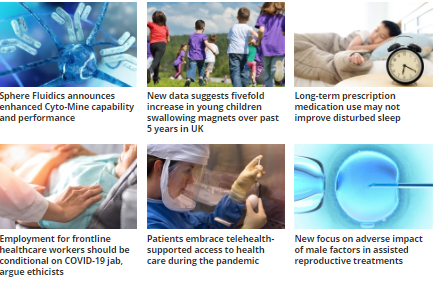 Sphere Fluidics announces
enhanced Cyto-Mine capability
and performance
New data suggests fivefold
increase in young children
swallowing magnets over past
5 years in UK
Long-term prescription
medication use may not
improve disturbed sleep
Employment for frontline
healthcare workers should be
conditional on COVID-19 jab,
argue ethicists
Patients embrace telehealth-
supported access to health
care during the pandemic
New focus on adverse impact
of male factors in assisted
reproductive treatments